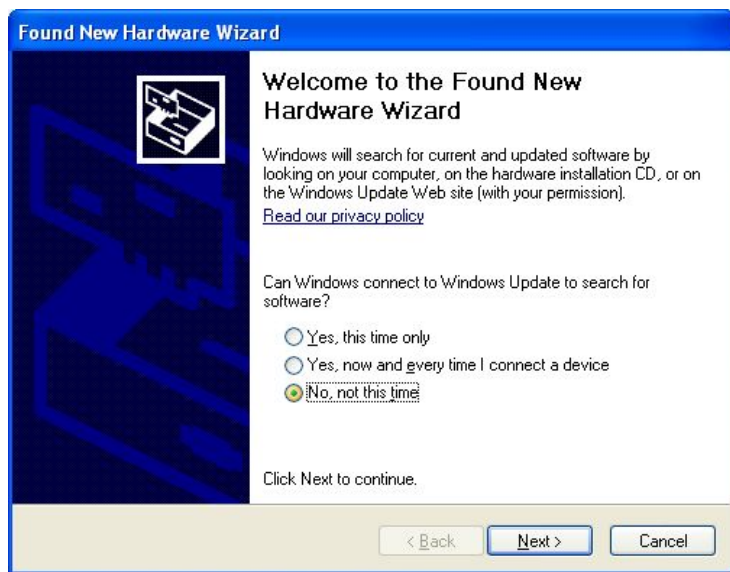 Found New Hardware Wizard
Welcome to the Found New
Hardware Wizard
Windows will search for current and updated software by
looking on your computer, on the hardware installation CD, or on
the Windows Update Web site (with your permission).
Read our privacy policy
Can Windows connect to Windows Update to search for
software?
Yes, this time only
Yes, now and every time I connect a device
No, not this time
Click Next to continue.
< Back
Next >
Cancel